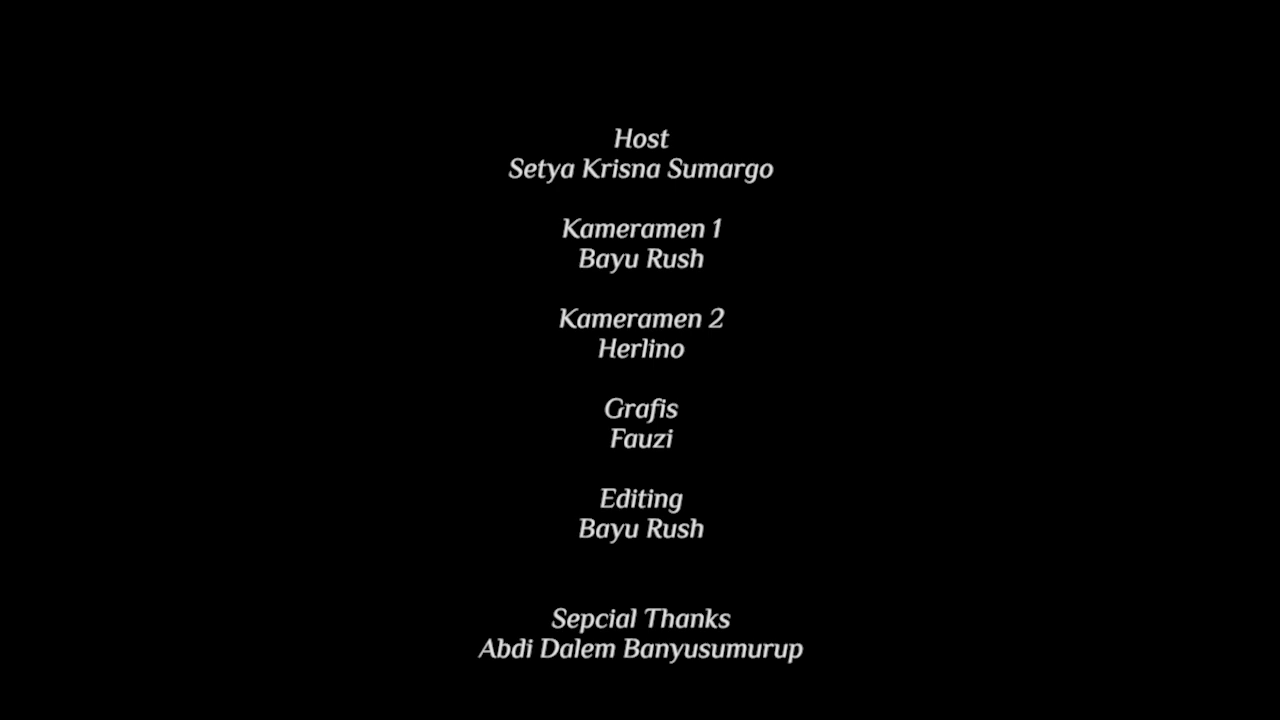 Host
Setya Krisna Sumargo
Kameramen 1
Bayu Rush
Kameramen 2
Herlino
Grafis
Fauzi
Editing
Bayu Rush
Sepcial Thanks
Abdi Dalem Banyusumurup